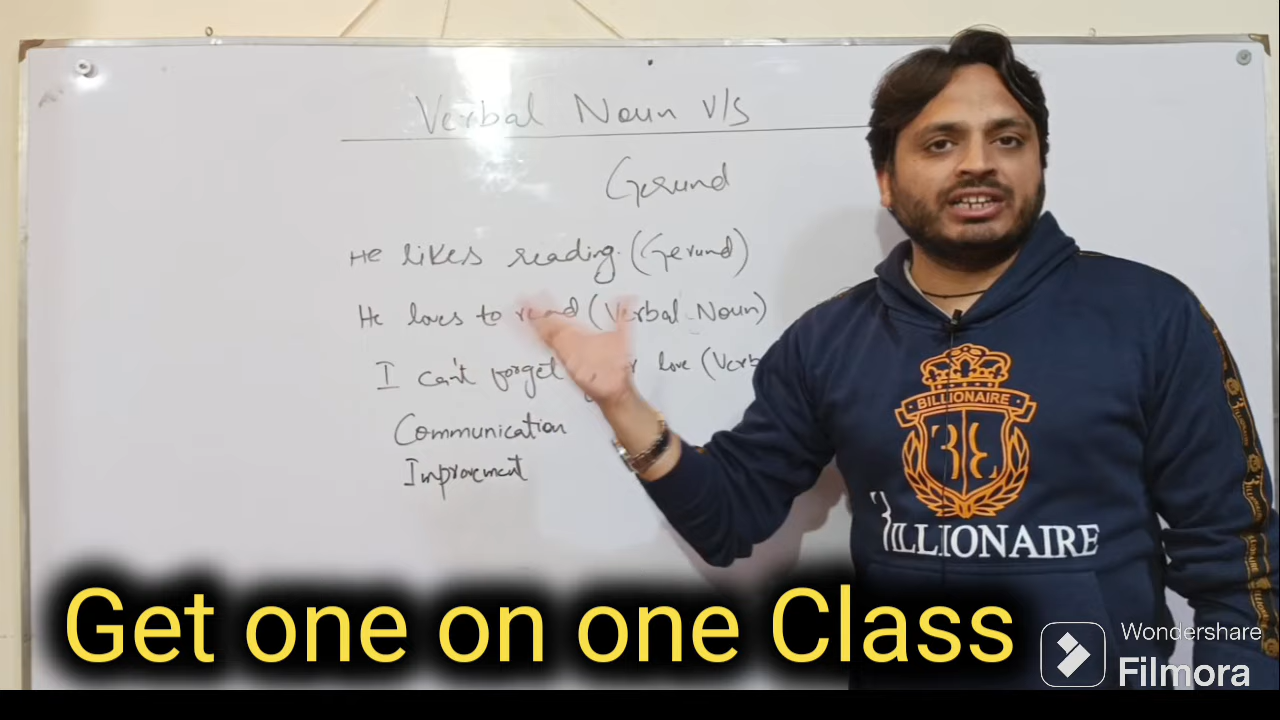 Verbal Noun v/s
Gerund
He likes reading. (Gerund)
He loves to read (Verbal Noun)
I can't forget love (Verb
Communication
Improvement
BILLIONAIRE
BILLIONAIRE
Get one on one Class
Wondershare
Filmora